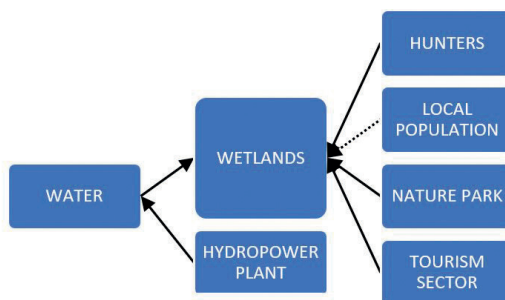 HUNTERS
LOCAL
POPULATION
WETLANDS
WATER
NATURE PARK
HYDROPOWER
PLANT
TOURISM
SECTOR